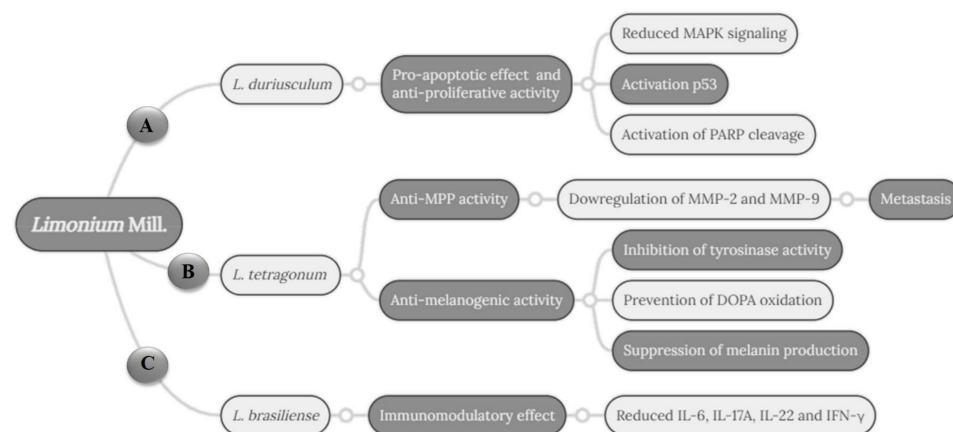 Reduced MAPK signaling
L. duriusculum
Pro-apoptotic effect and
anti-proliferative activity
Activation p53
A
Activation of PARP cleavage
Limonium Mill.
Anti-MPP activity
Dowregulation of MMP-2 and MMP-9
Metastasis
B
L. tetragonum
Inhibition of tyrosinase activity
Anti-melanogenic activity
Prevention of DOPA oxidation
Suppression of melanin production
C
L. brasiliense
Immunomodulatory effect
Reduced IL-6, IL-17A, IL-22 and IFN-γ